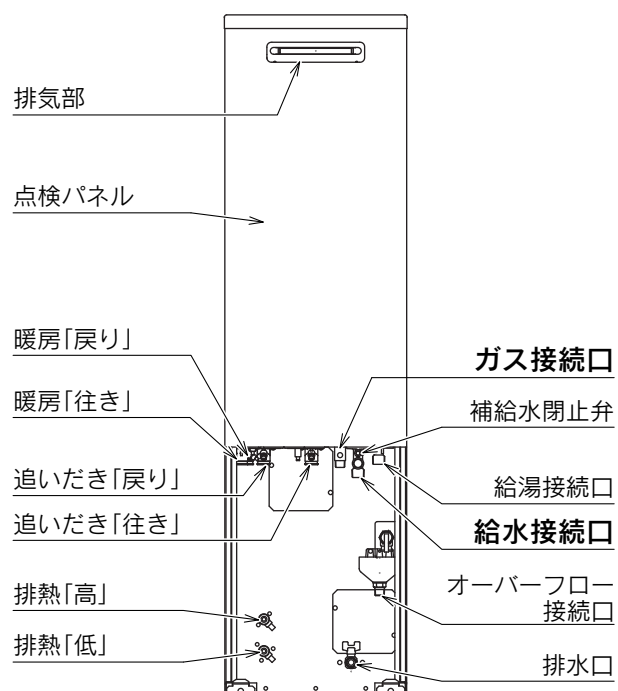 排気部
点検パネル
暖房「戻り」
暖房「往き」
追いだき「戻り」
追いだき「往き」
排熱「高」
排熱「低」
ガス接続口
補給水閉止弁
給湯接続口
給水接続口
オーバーフロー
接続口
排水口